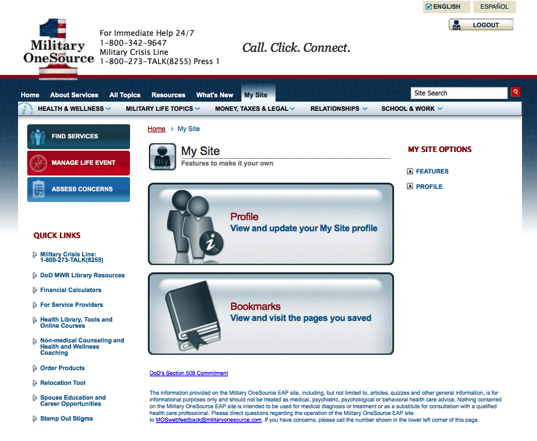 ENGLISH
ESPAÑOL
LOGOUT
Military
OneSource
For Immediate Help 24/7
1-800-342-9647
Military Crisis Line
1-800-273-TALK(8255) Press 1
Call. Click. Connect.
Home
About Services
All Topics
Resources
What's New
My Site
Site Search
HEALTH & WELLNESS
MILITARY LIFE TOPICS
MONEY, TAXES & LEGAL
RELATIONSHIPS
SCHOOL & WORK
FIND SERVICES
MANAGE LIFE EVENT
ASSESS CONCERNS
QUICK LINKS
Military Crisis Line:
1-800-273-TALK(8255)
DoD MWR Library Resources
Financial Calculators
For Service Providers
Health Library, Tools and
Online Courses
Non-medical Counseling and
Health and Wellness
Coaching
Order Products
Relocation Tool
Spouse Education and
Career Opportunities
Stamp Out Stigma
Home My Site
my
My Site
Features to make it your own
Profile
View and update your My Site profile
Bookmarks
View and visit the pages you saved
DoD's Section 508 Commitment
The information provided on the Military OneSource EAP site, including, but not limited to, articles, quizzes and other general information, is for
informational purposes only and should not be treated as medical, psychiatric, psychological or behavioral health care advice. Nothing contained
on the Military OneSource EAP site is intended to be used for medical diagnosis or treatment or as a substitute for consultation with a qualified
health care professional. Please direct questions regarding the operation of the Military OneSource EAP site
to MOSwebfeedback@militaryonesource.com. If you have concerns, please call the number shown in the lower left corner of this page.
MY SITE OPTIONS
FEATURES
PROFILE